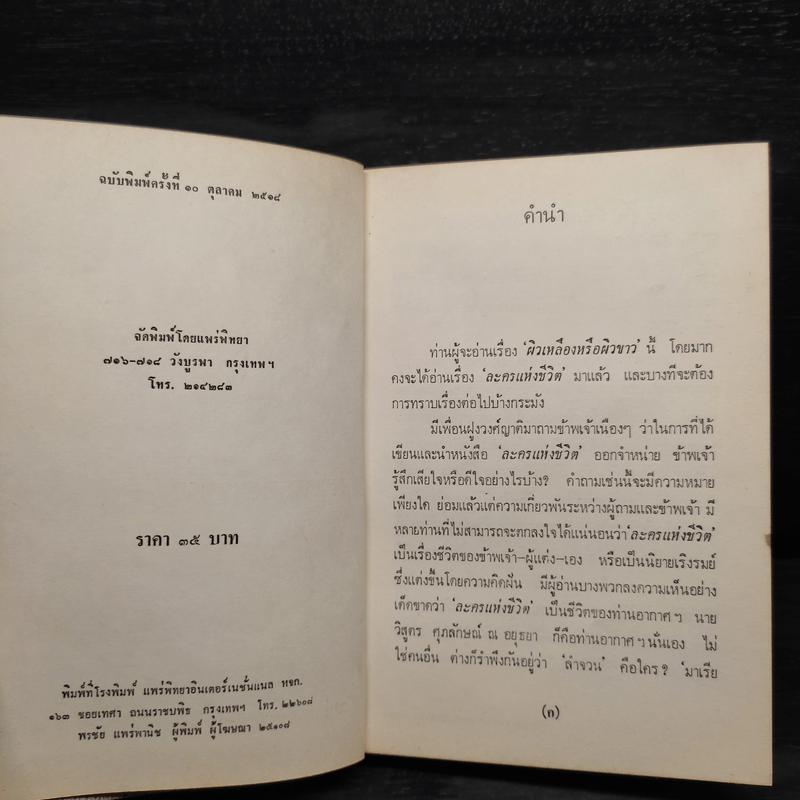 ฉบับพิมพ์ครั้งที่ ๑๐ ตุลาคม ๒๕๑๘
จัดพิมพ์โดยแพร่พิทยา
๗๑๖-๗๑๘ วังบูรพา กรุงเทพฯ
โทร. ๒๑๔๒๘๓
ราคา ๓๕ บาท
พิมพ์ที่โรงพิมพ์ แพร่พิทยาอินเตอร์เนชั่นแนล หจก.
๑๖๓ ซอยเทศา ถนนราชบพิธ กรุงเทพฯ โทร. ๒๒๖๐๘
พรชัย แพร่พานิช ผู้พิมพ์ ผู้โฆษณา ๒๕๑๐๘
คำนำ
ท่านผู้จะอ่านเรื่อง 'ผิวเหลืองหรือผิวขาว' นี้ โดยมาก
คงจะได้อ่านเรื่อง 'ละครแห่งชีวิต' มาแล้ว และบางทีจะต้อง
การทราบเรื่องต่อไปบ้างกระมัง
มีเพื่อนฝูงวงศ์ญาติมาถามข้าพเจ้าเนืองๆ ว่าในการที่ได้
เขียนและนำหนังสือ 'ละครแห่งชีวิต' ออกจำหน่าย ข้าพเจ้า
รู้สึกเสียใจหรือดีใจอย่างไรบ้าง? คำถามเช่นนี้จะมีความหมาย
เพียงใด ย่อมแล้วแต่ความเกี่ยวพันระหว่างผู้ถามและข้าพเจ้า มี
หลายท่านที่ไม่สามารถจะตกลงใจได้แน่นอนว่า 'ละครแห่งชีวิต'
เป็นเรื่องชีวิตของข้าพเจ้า-ผู้แต่ง-เอง หรือเป็นนิยายเริงรมย์
ซึ่งแต่งขึ้นโดยความคิดฝัน มีผู้อ่านบางพวกลงความเห็นอย่าง
เด็ดขาดว่า 'ละครแห่งชีวิต' เป็นชีวิตของท่านอากาศฯ นาย
วิสูตร ศุภลักษณ์ ณ อยุธยา ก็คือท่านอากาศฯ นั่นเอง ไม่
ใช่คนอื่น ต่างก็รำพึงกันอยู่ว่า 'ลำจวน' คือใคร? 'มาเรีย
(ก)